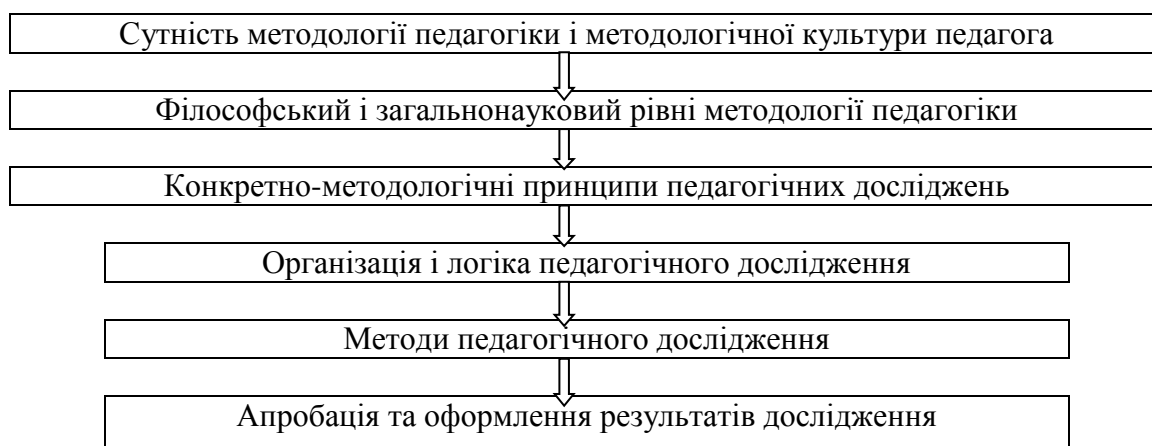 Сутність методології педагогіки і методологічної культури педагога
Філософський і загальнонауковий рівні методології педагогіки
Конкретно-методологічні принципи педагогічних досліджень
Організація і логіка педагогічного дослідження
Методи педагогічного дослідження
Апробація та оформлення результатів дослідження